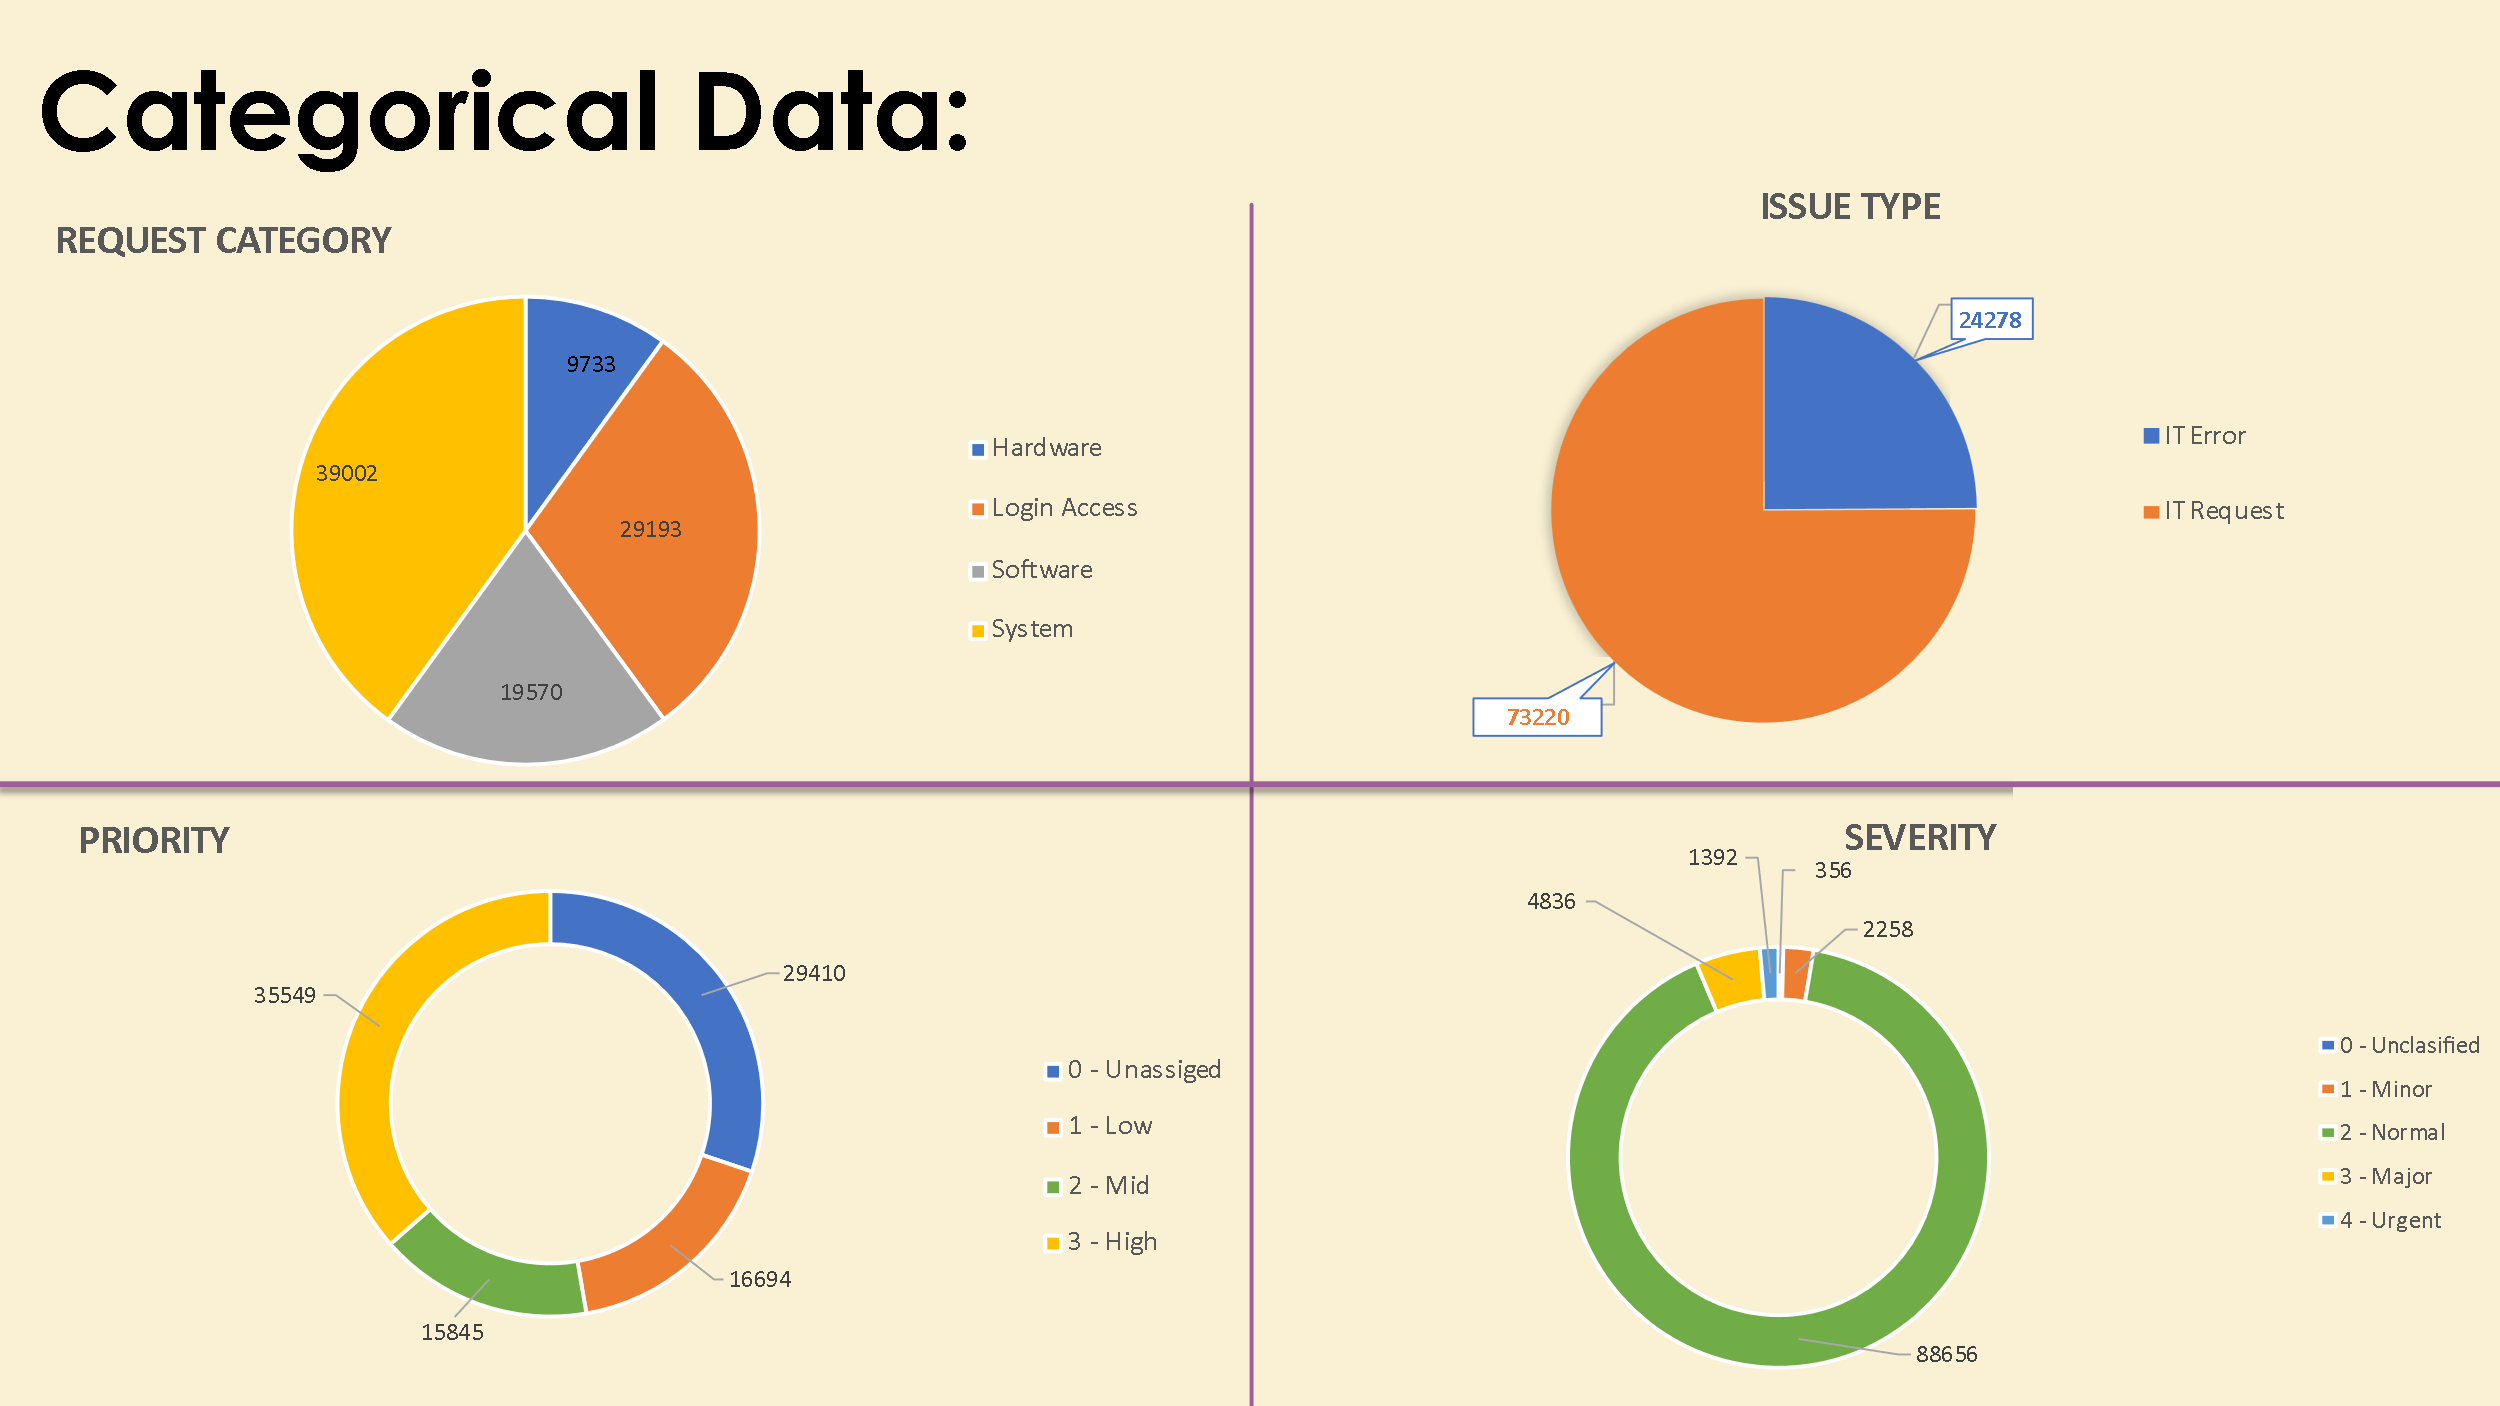 Categorical Data:
REQUEST CATEGORY
9733
39002
29193
19570
Hardware
Login Access
Software
System
ISSUE TYPE
24278
73220
IT Error
IT Request
PRIORITY
29410
35549
16694
15845
0 - Unassiged
1 - Low
2 - Mid
3 - High
SEVERITY
1392
356
4836
2258
88656
0 - Unclasified
1 - Minor
2 - Normal
3 - Major
4 - Urgent